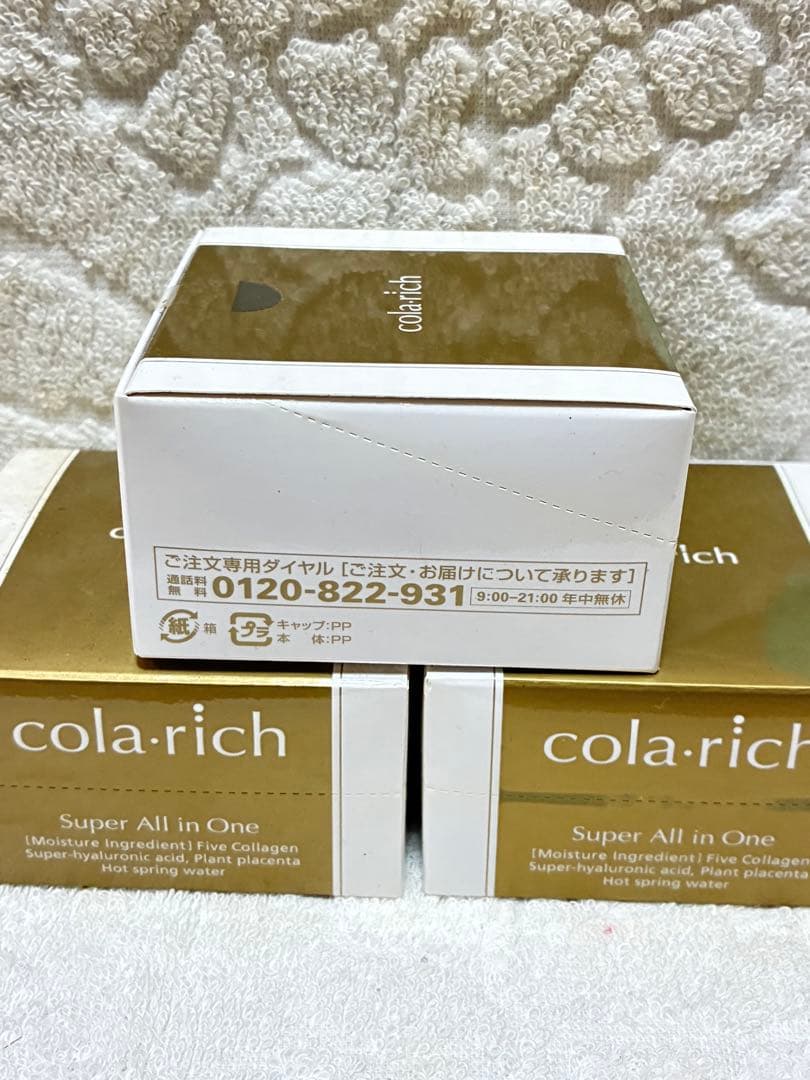 cola·rich
ご注文専用ダイヤル [ご注文・お届けについて承ります]
通話料無料 0120-822-931 9:00–21:00 年中無休
紙 箱 プラ キャップ:PP
本 体:PP
rich
cola·rich
Super All in One
[Moisture Ingredient] Five Collagen
Super-hyaluronic acid, Plant placenta
Hot spring water
cola·rich
Super All in One
[Moisture Ingredient] Five Collagen
Super-hyaluronic acid, Plant placenta
Hot spring water